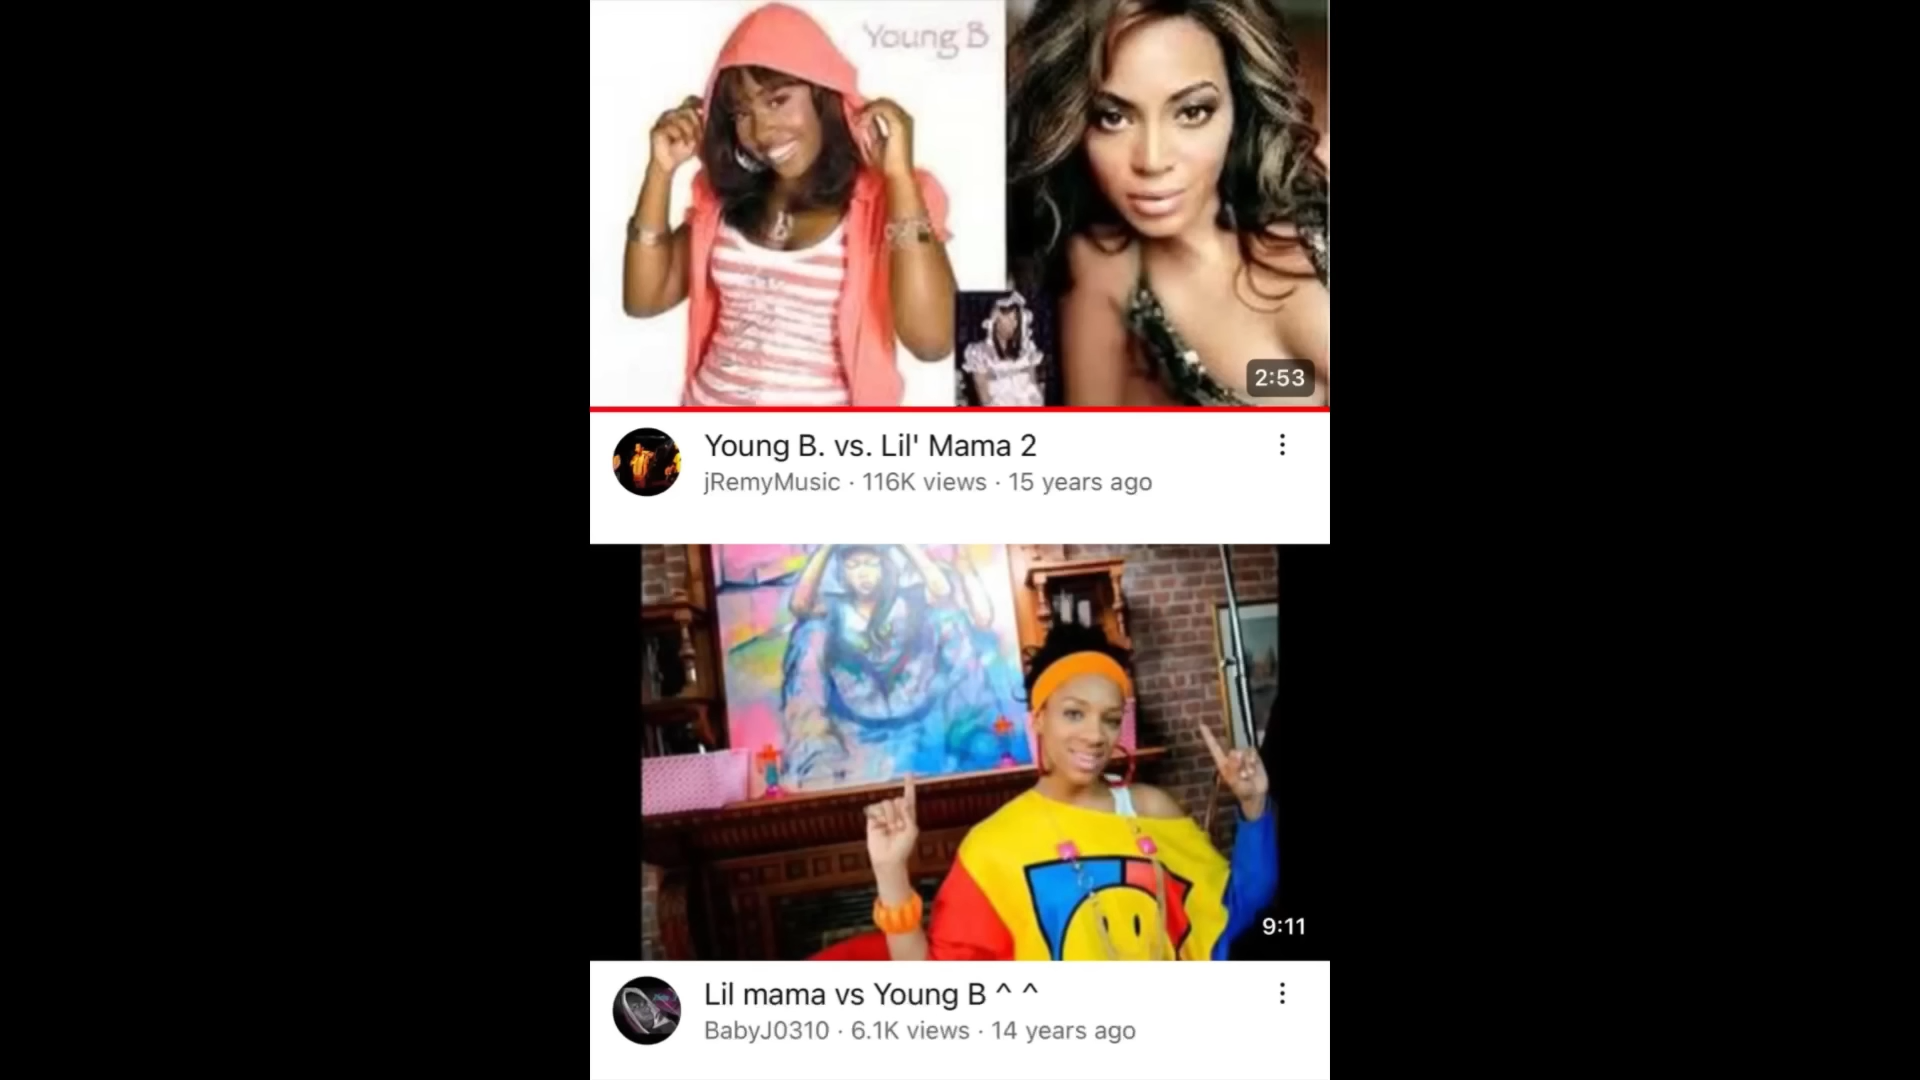 Young B
2:53
Young B. vs. Lil' Mama 2
jRemyMusic · 116K views · 15 years ago
9:11
Lil mama vs Young B ^ ^
BabyJ0310 · 6.1K views · 14 years ago